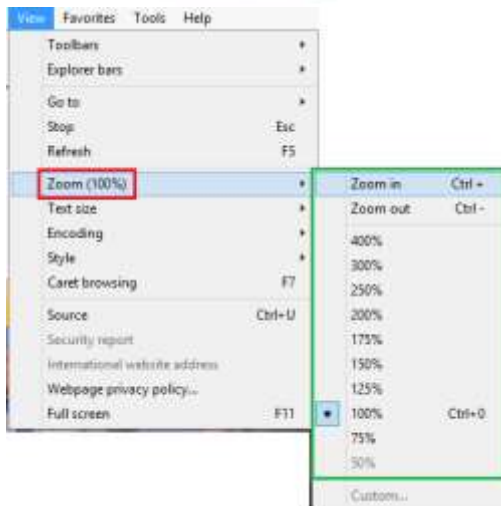 View Favorites Tools Help
Toolbars
Explorer bars
Go to
Stop Esc
Refresh F5
Zoom (100%)
Text size
Encoding
Style
Caret browsing F7
Source Ctrl+U
Security report
International website address
Webpage privacy policy...
Full screen F11
Zoom in Ctrl +
Zoom out Ctrl -
400%
300%
250%
200%
175%
150%
125%
100% Ctrl+0
75%
50%
Custom...